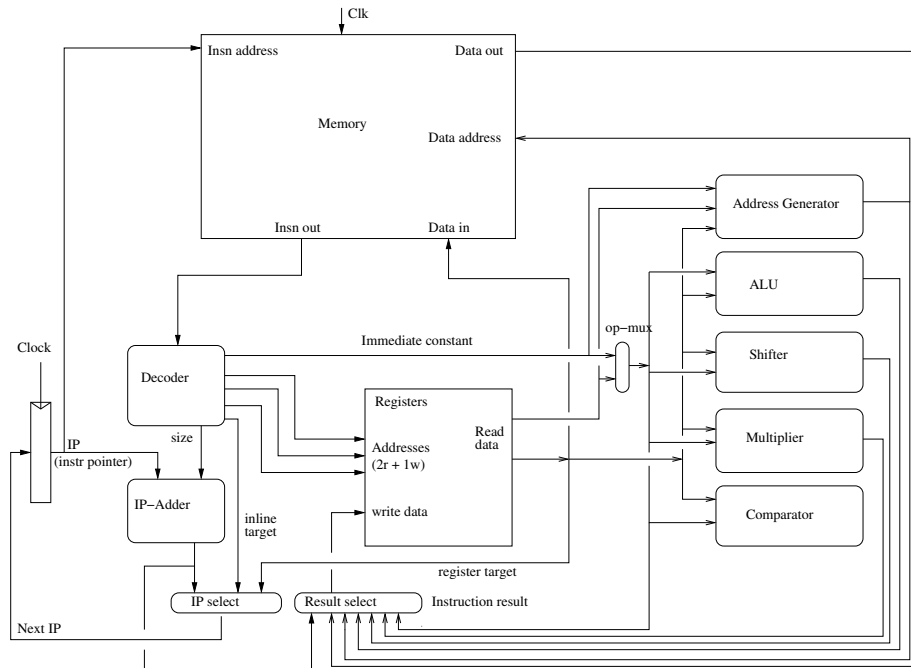 Clk
Insn address
Data out
Memory
Data address
Address Generator
Insn out
Data in
ALU
op−mux
Clock
Immediate constant
Shifter
Decoder
Registers
size
IP
(instr pointer)
Addresses
(2r + 1w)
Read
data
Multiplier
IP−Adder
write data
Comparator
inline
target
register target
IP select
Result select
Instruction result
Next IP